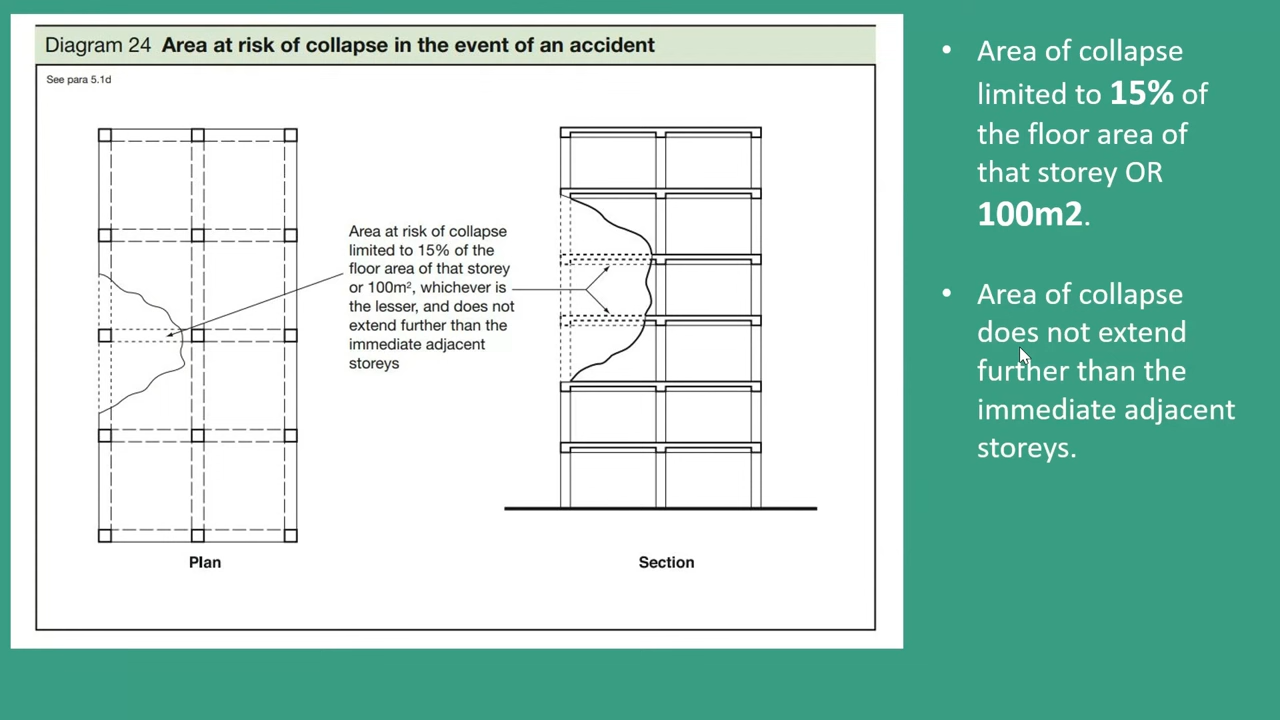 Diagram 24 Area at risk of collapse in the event of an accident
See para 5.1d
Area at risk of collapse
limited to 15% of the
floor area of that storey
or 100m², whichever is
the lesser, and does not
extend further than the
immediate adjacent
storeys
Plan
Section
• Area of collapse
limited to 15% of
the floor area of
that storey OR
100m2.
• Area of collapse
does not extend
further than the
immediate adjacent
storeys.